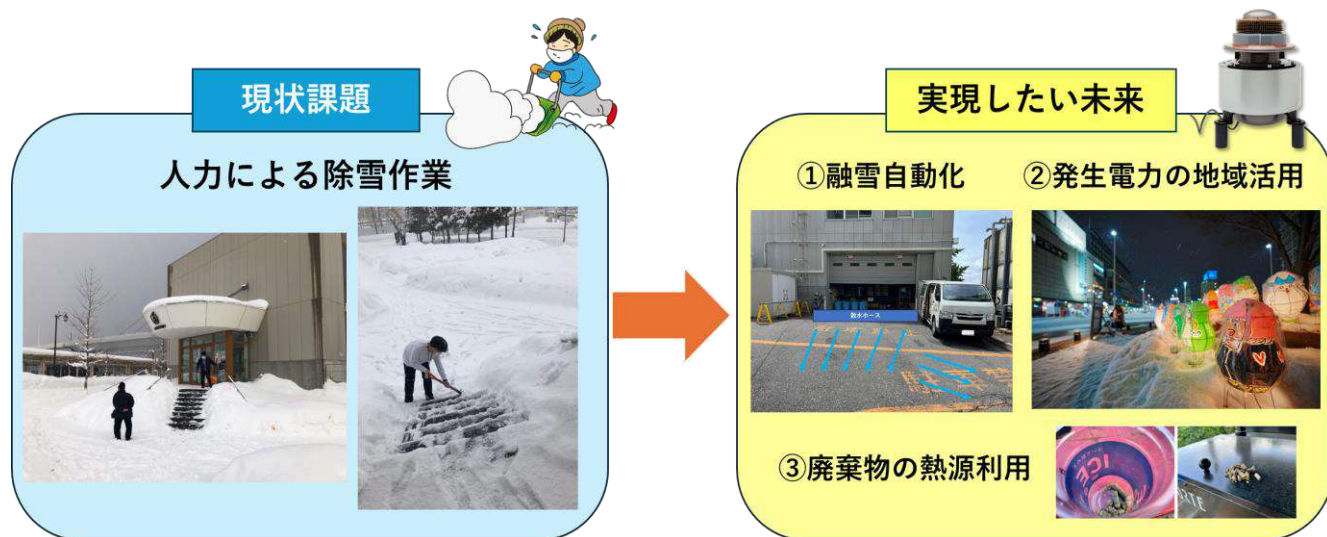 現状課題
人力による除雪作業
実現したい未来
①融雪自動化
②発生電力の地域活用
散水ホース
③廃棄物の熱源利用
ICE